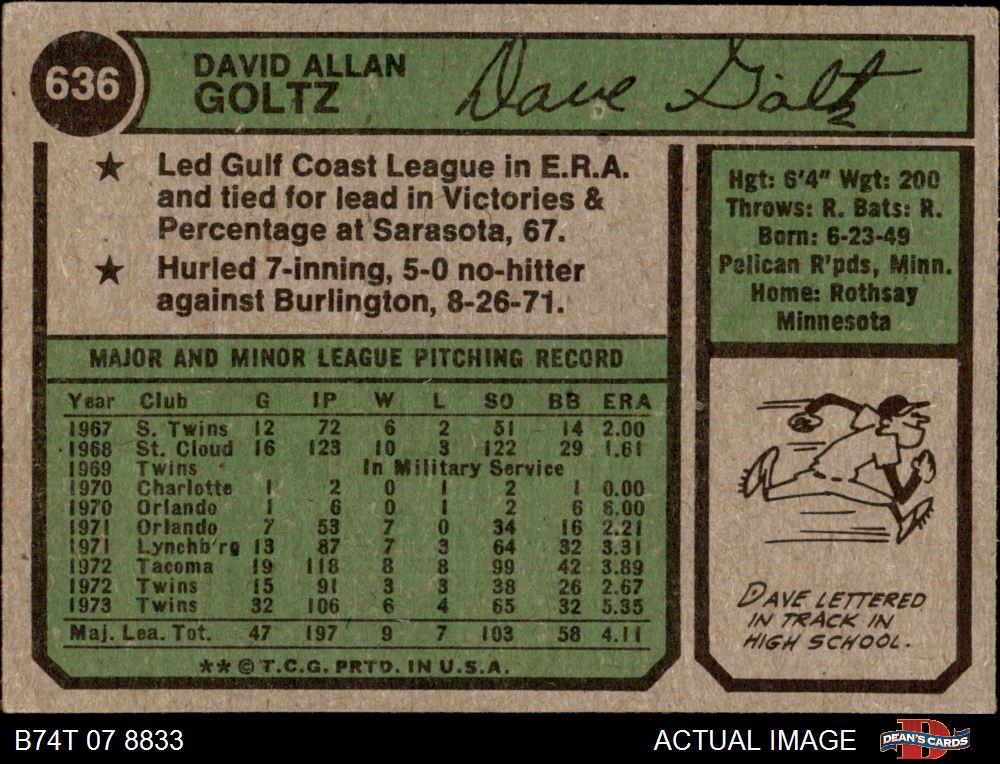 636
DAVID ALLAN
GOLTZ
Dave Goltz
★ Led Gulf Coast League in E.R.A.
and tied for lead in Victories &
Percentage at Sarasota, 67.
★ Hurled 7-inning, 5-0 no-hitter
against Burlington, 8-26-71.
Hgt: 6'4" Wgt: 200
Throws: R. Bats: R.
Born: 6-23-49
Pelican R'pds, Minn.
Home: Rothsay
Minnesota
MAJOR AND MINOR LEAGUE PITCHING RECORD
Year Club G IP W L SO BB ERA
1967 S. Twins 12 72 6 2 51 14 2.00
1968 St. Cloud 16 123 10 3 122 29 1.61
1969 Twins In Military Service
1970 Charlotte 1 2 0 1 2 1 0.00
1970 Orlando 1 6 0 1 2 6 6.00
1971 Orlando 7 53 7 0 34 16 2.21
1971 Lynchb'rg 13 87 7 3 64 32 3.31
1972 Tacoma 19 118 8 8 99 42 3.89
1972 Twins 15 91 3 3 38 26 2.67
1973 Twins 32 106 6 4 65 32 5.35
Maj. Lea. Tot. 47 197 9 7 103 58 4.11
★★ © T.C.G. PRTD. IN U.S.A.
DAVE LETTERED
IN TRACK IN
HIGH SCHOOL.
B74T 07 8833
ACTUAL IMAGE
DEAN'S CARDS